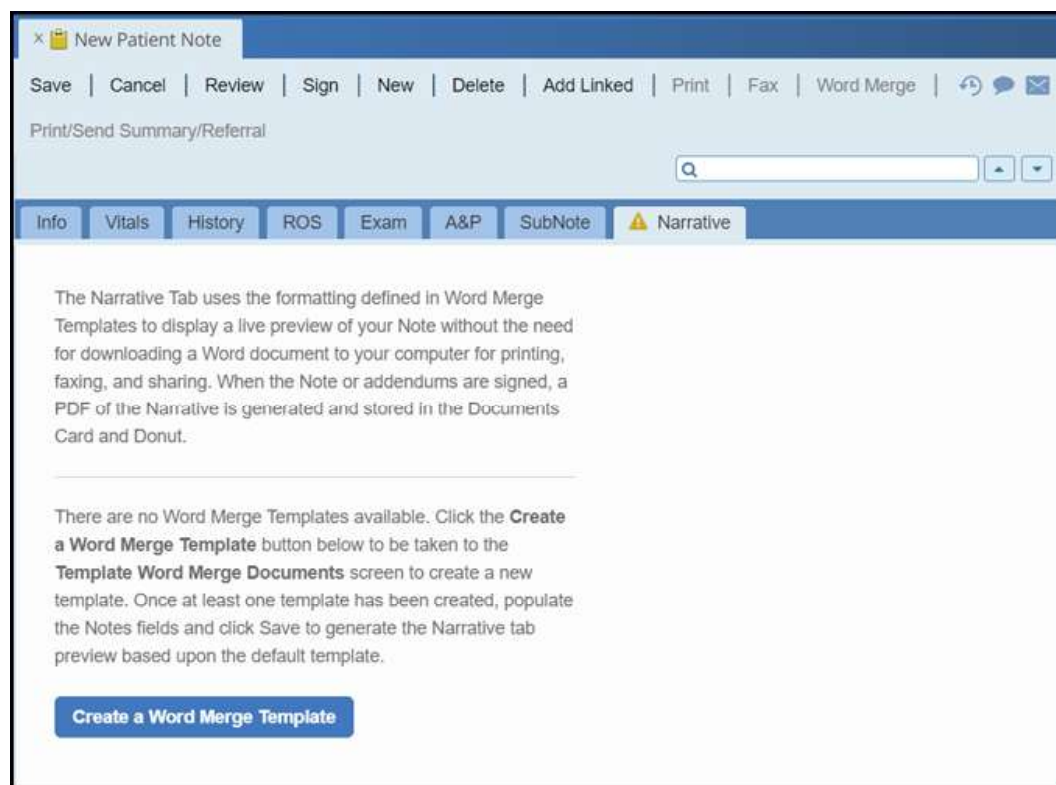 × New Patient Note
Save | Cancel | Review | Sign | New | Delete | Add Linked | Print | Fax | Word Merge |
Print/Send Summary/Referral
Info Vitals History ROS Exam A&P SubNote Narrative
The Narrative Tab uses the formatting defined in Word Merge
Templates to display a live preview of your Note without the need
for downloading a Word document to your computer for printing,
faxing, and sharing. When the Note or addendums are signed, a
PDF of the Narrative is generated and stored in the Documents
Card and Donut.
There are no Word Merge Templates available. Click the Create
a Word Merge Template button below to be taken to the
Template Word Merge Documents screen to create a new
template. Once at least one template has been created, populate
the Notes fields and click Save to generate the Narrative tab
preview based upon the default template.
Create a Word Merge Template